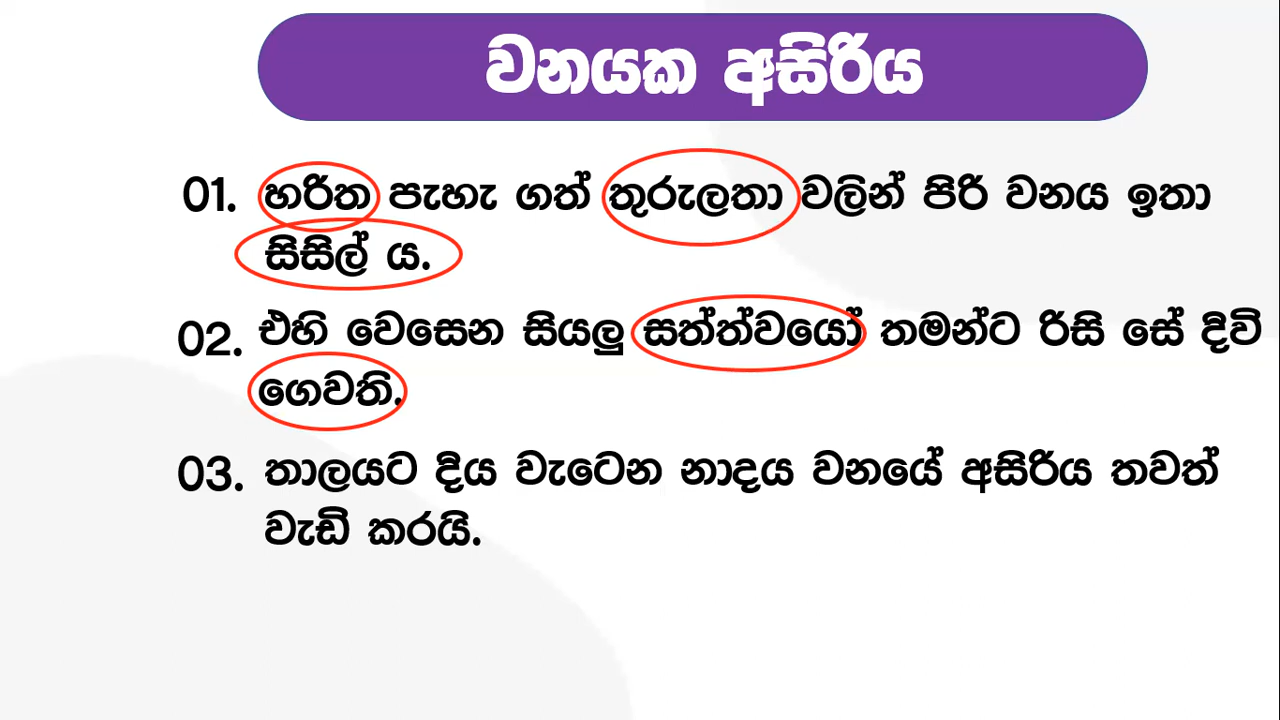 වනයක අසිරිය
01. හරිත පැහැ ගත් තුරුලතා වලින් පිරි වනය ඉතා
සිසිල් ය.
02. එහි වෙසෙන සියලු සත්ත්වයෝ තමන්ට රිසි සේ දිවි
ගෙවති.
03. තාලයට දිය වැටෙන නාදය වනයේ අසිරිය තවත්
වැඩි කරයි.